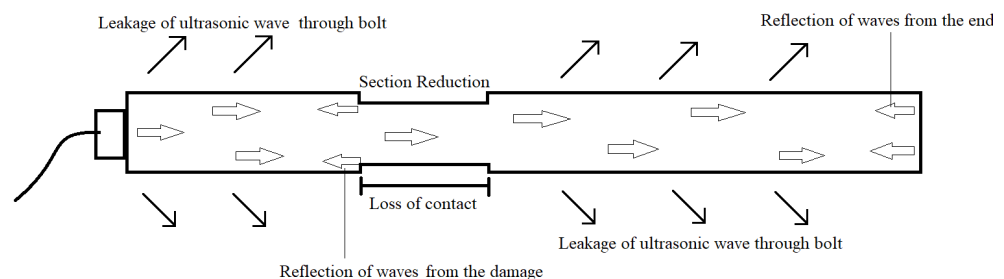 Leakage of ultrasonic wave through bolt
Reflection of waves from the end
Section Reduction
Loss of contact
Leakage of ultrasonic wave through bolt
Reflection of waves from the damage